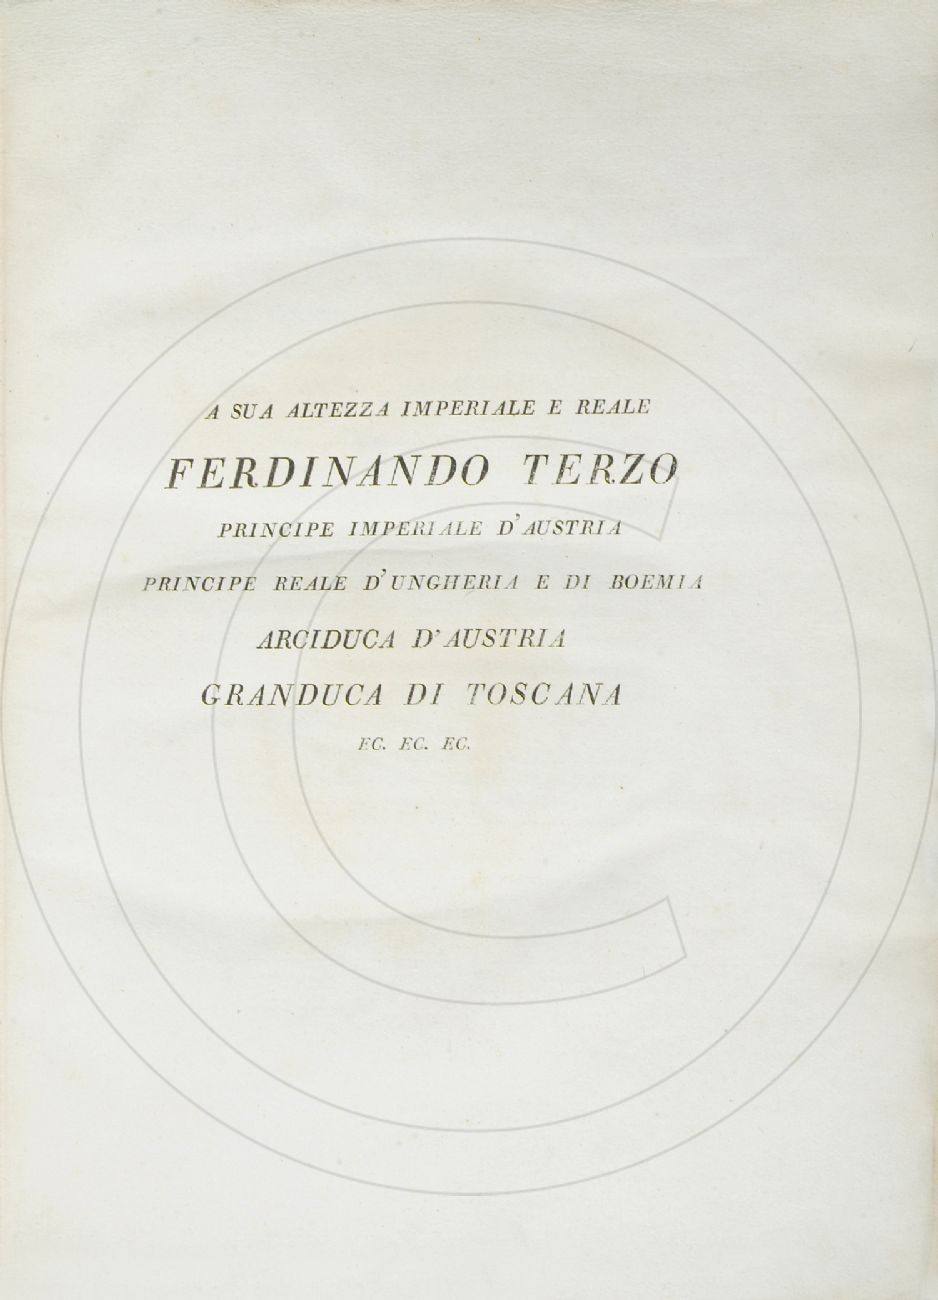 A SUA ALTEZZA IMPERIALE E REALE
FERDINANDO TERZO
PRINCIPE IMPERIALE D'AUSTRIA
PRINCIPE REALE D'UNGHERIA E DI BOEMIA
ARCIDUCA D'AUSTRIA
GRANDUCA DI TOSCANA
EC. EC. EC.